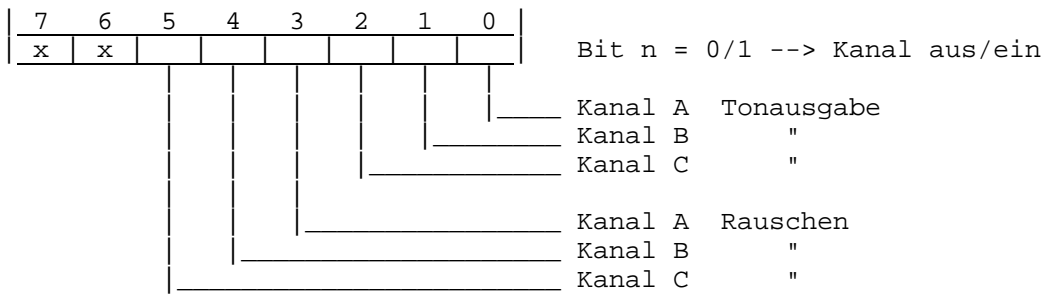 7 6 5 4 3 2 1 0
x x Bit n = 0/1 --> Kanal aus/ein
Kanal A Tonausgabe
Kanal B "
Kanal C "
Kanal A Rauschen
Kanal B "
Kanal C "